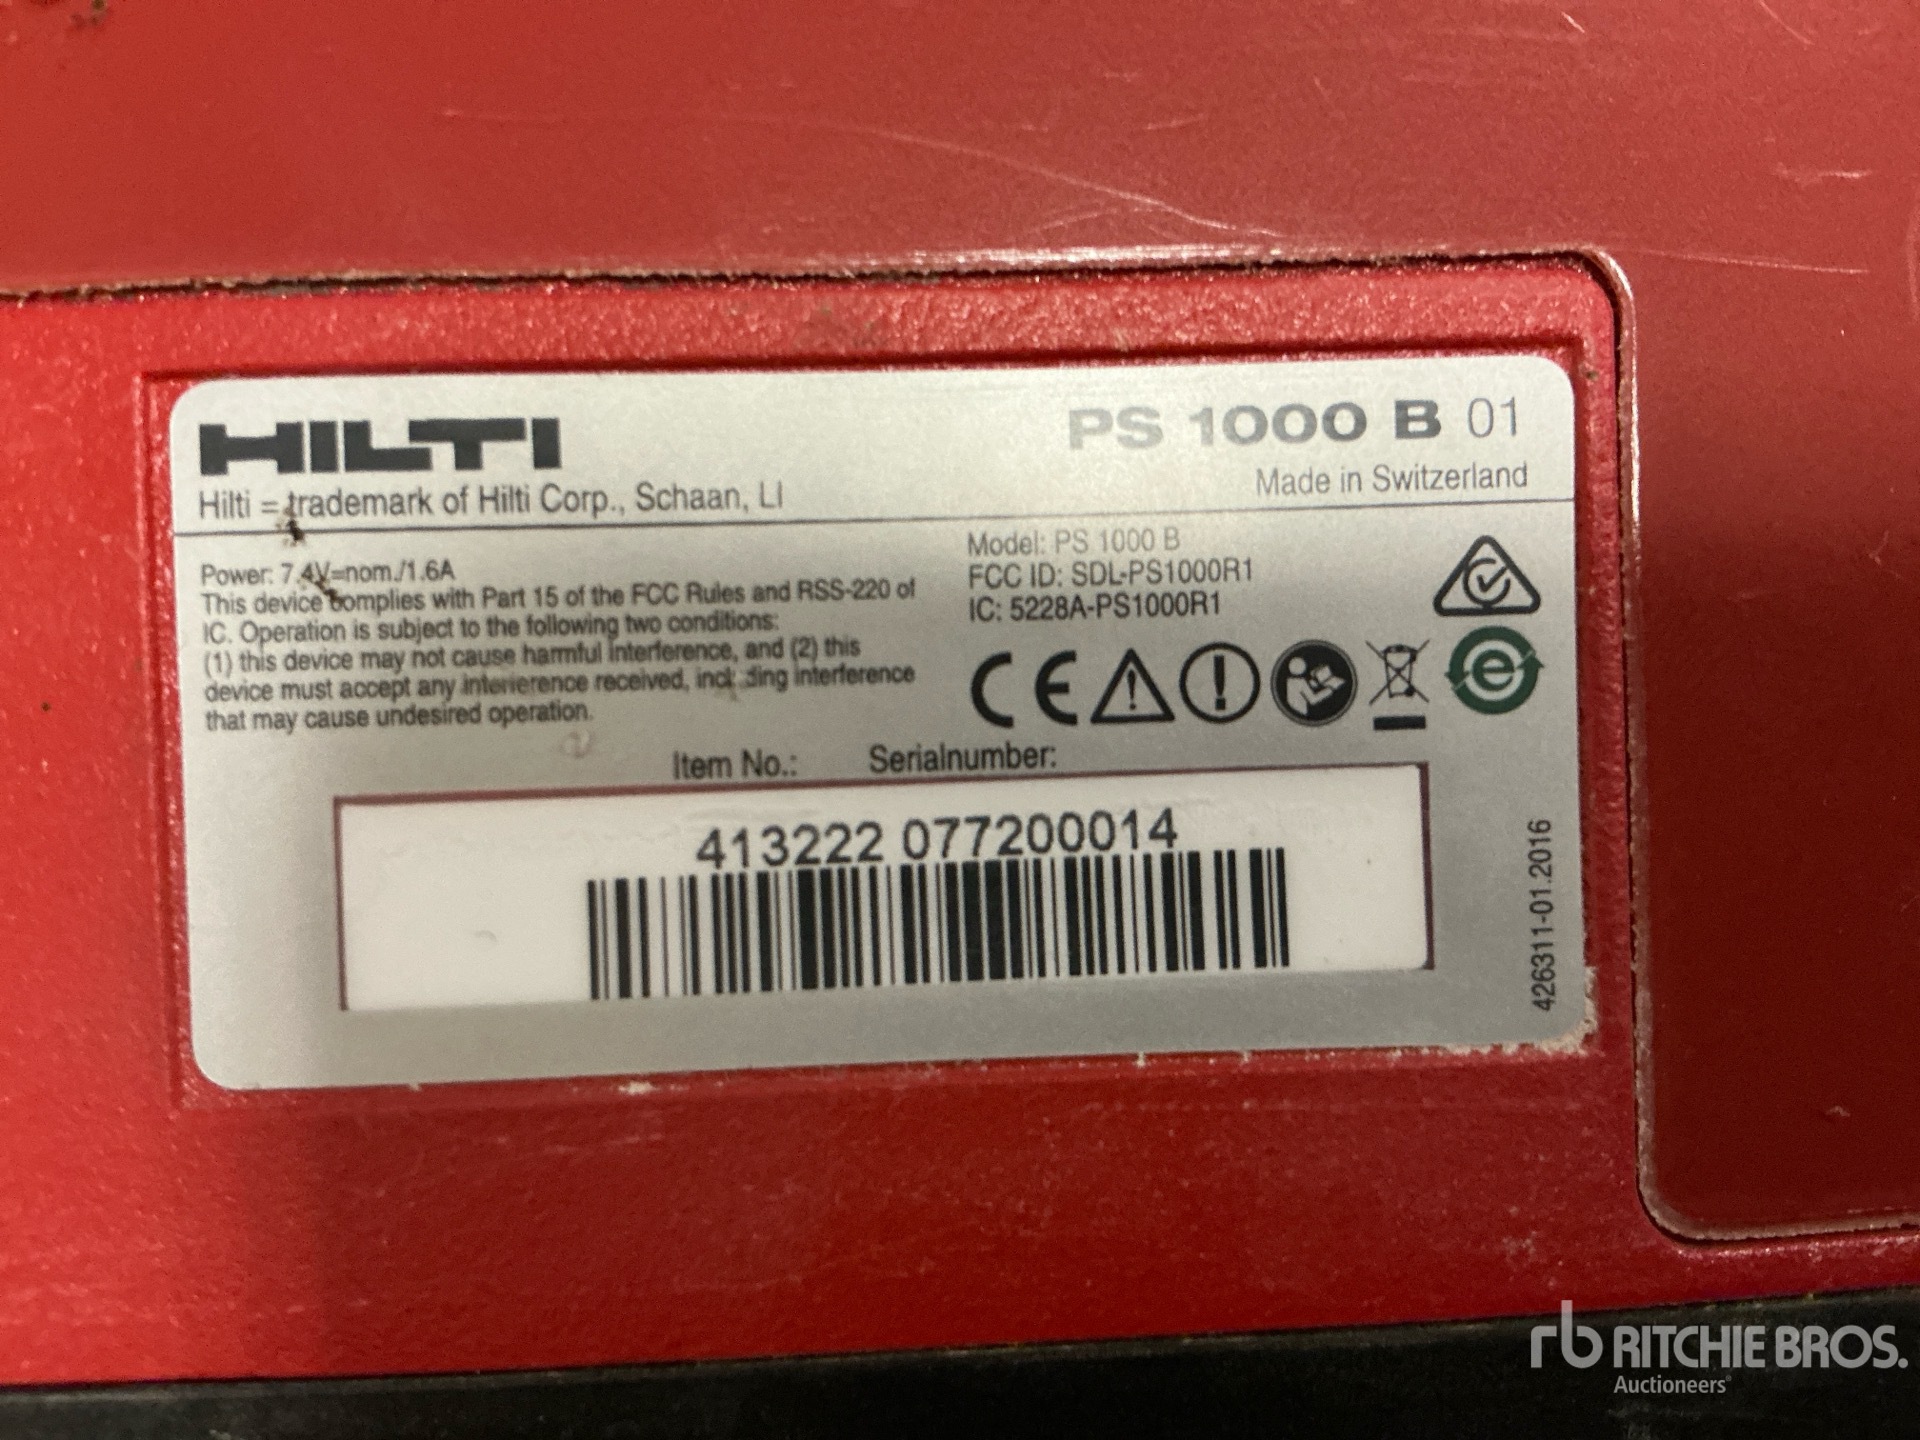 HILTI
PS 1000 B 01
Hilti = trademark of Hilti Corp., Schaan, LI
Made in Switzerland
Power: 7.4V=nom./1.6A
This device complies with Part 15 of the FCC Rules and RSS-220 of
IC. Operation is subject to the following two conditions:
(1) this device may not cause harmful interference, and (2) this
device must accept any interference received, including interference
that may cause undesired operation.
Model: PS 1000 B
FCC ID: SDL-PS1000R1
IC: 5228A-PS1000R1
CE
Item No.: Serialnumber:
413222 077200014
426311-01.2016
rb RITCHIE BROS.
Auctioneers